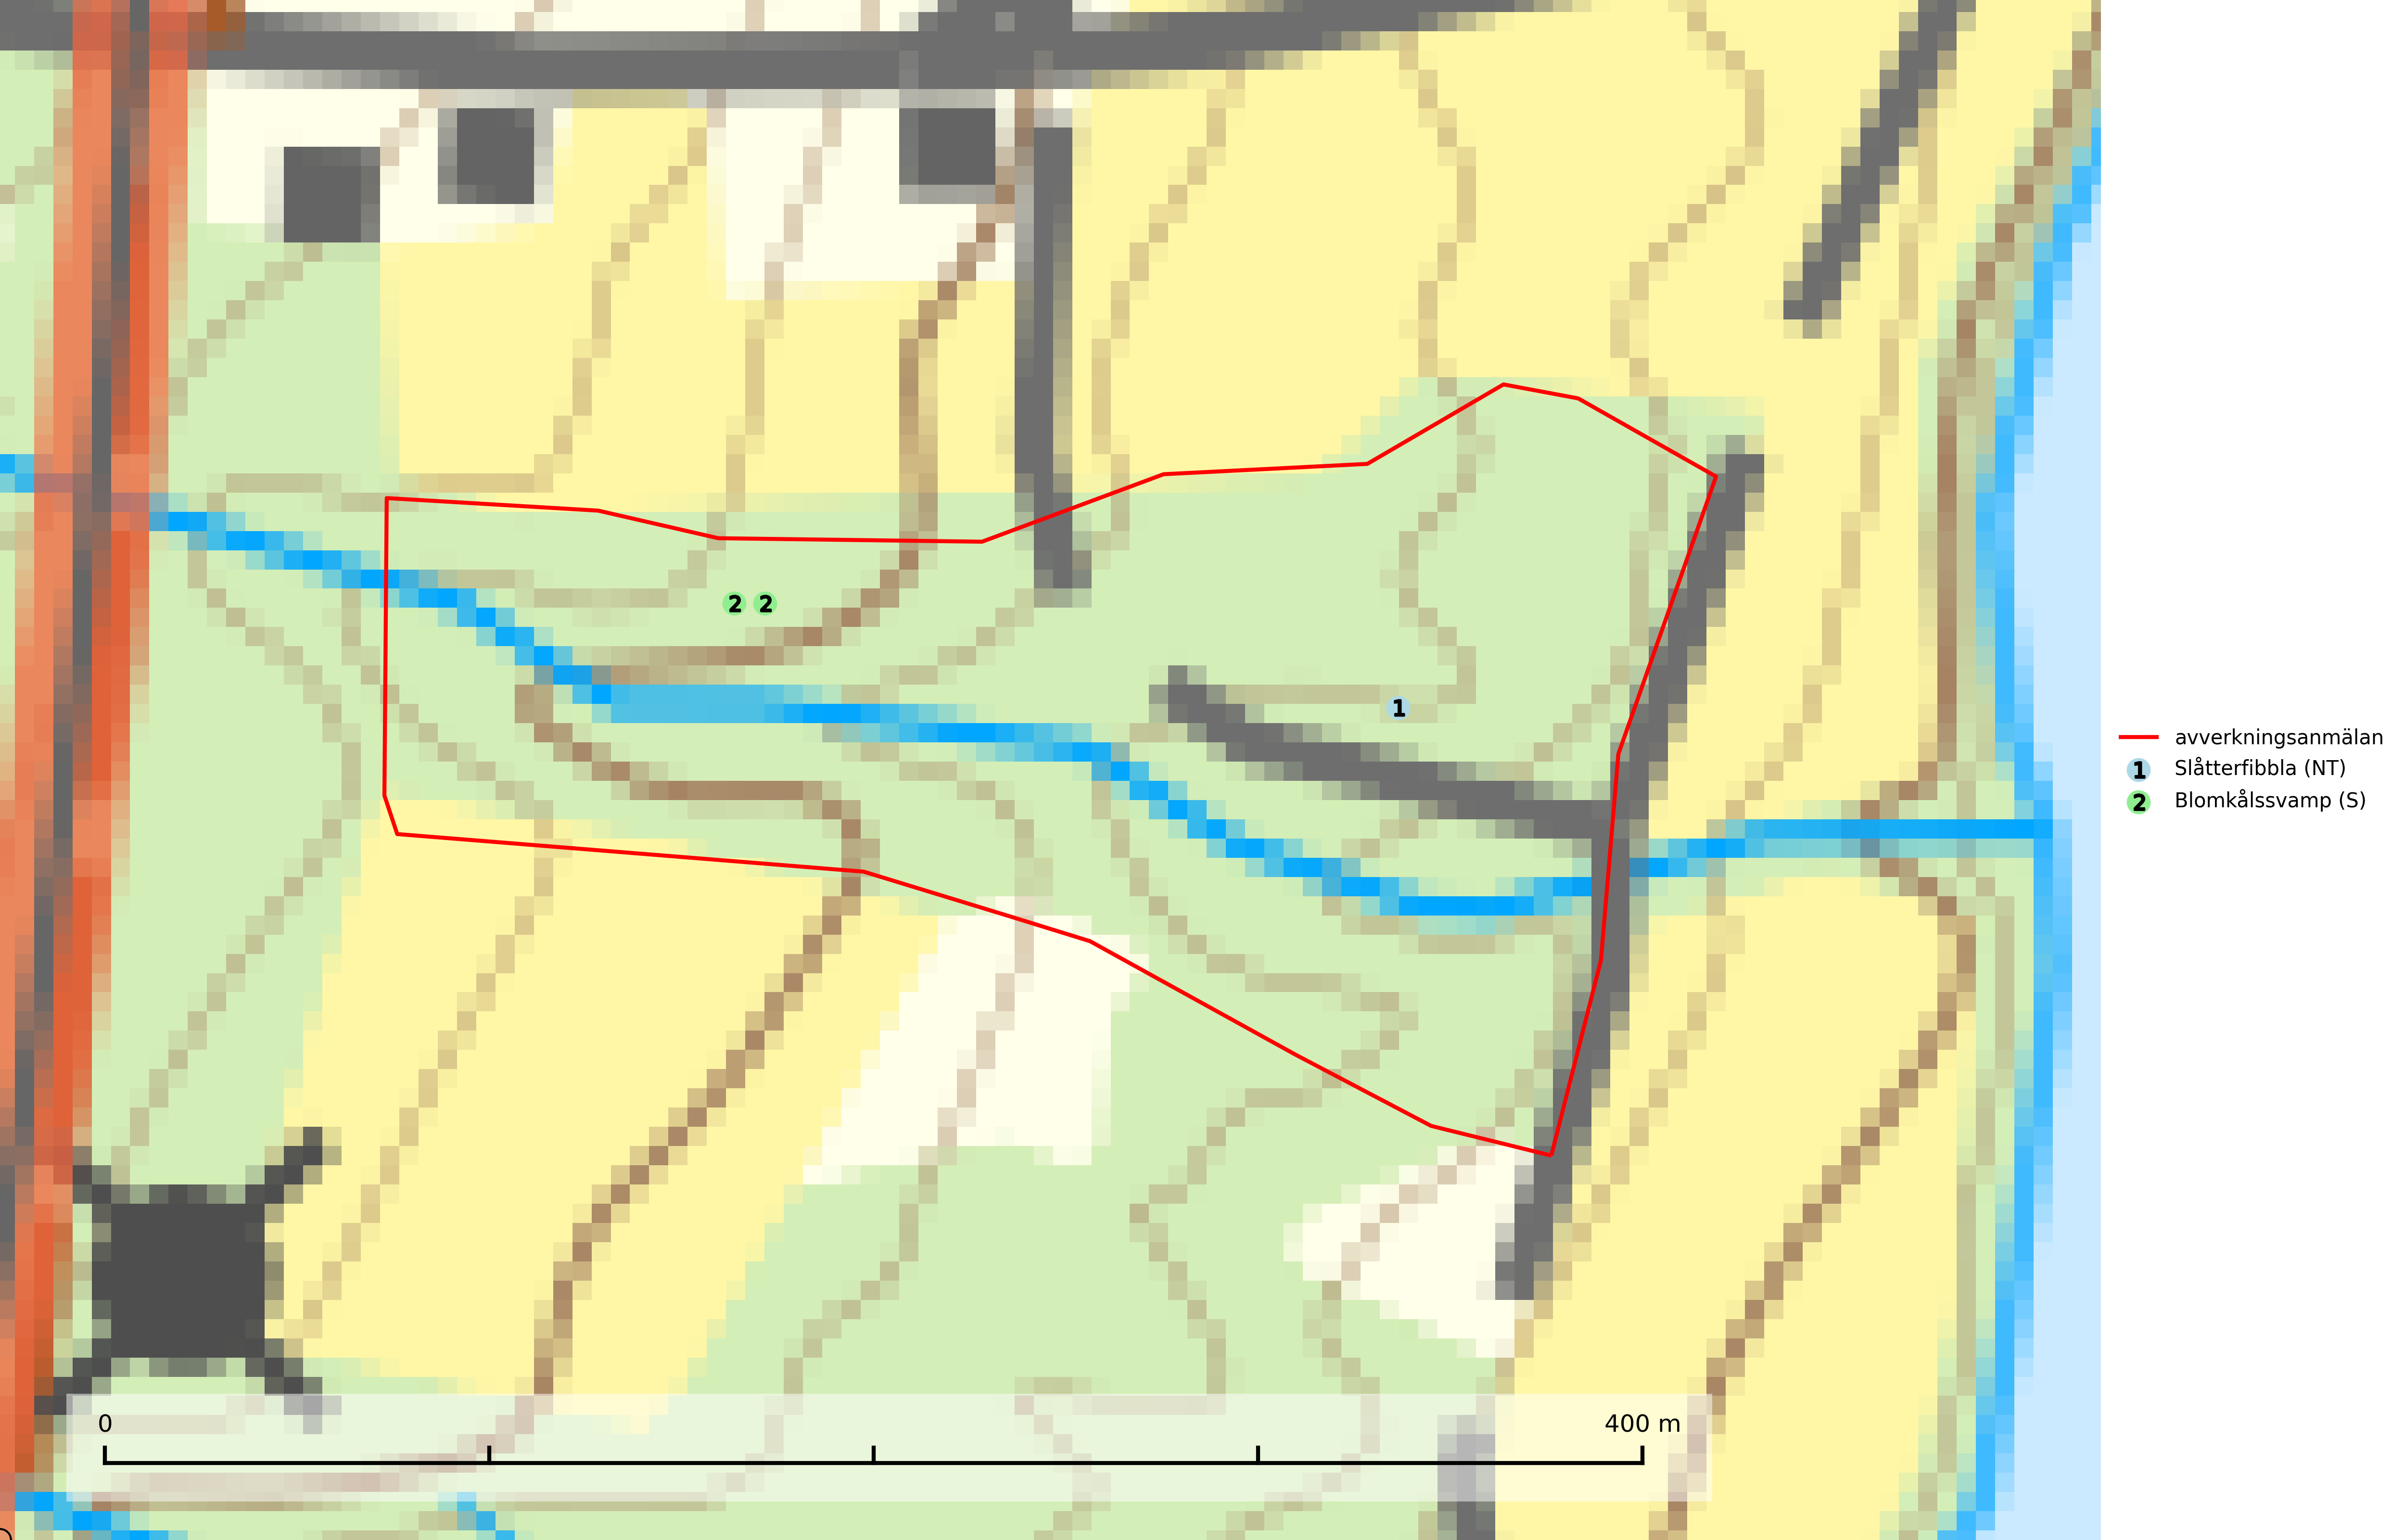 2 2
1
avverkningsanmälan
1 Slåtterfibbla (NT)
2 Blomkålssvamp (S)
0 400 m